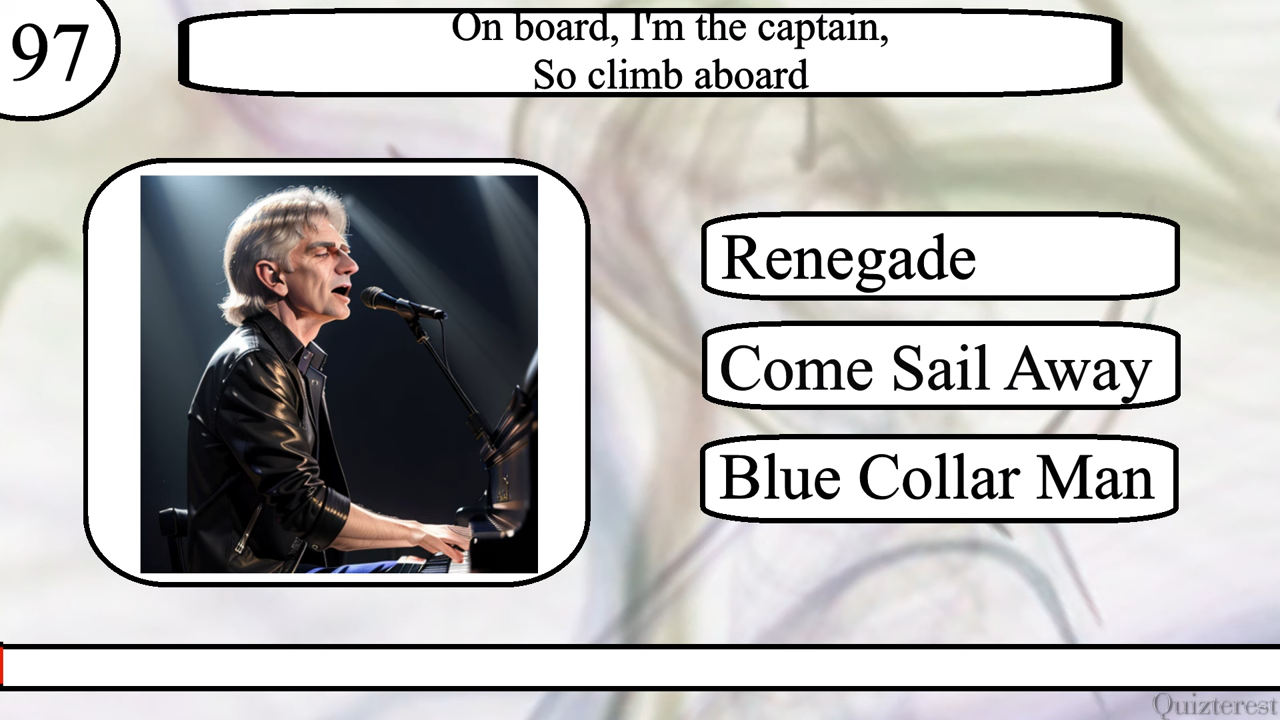 97
On board, I'm the captain,
So climb aboard
Renegade
Come Sail Away
Blue Collar Man
Quizterest